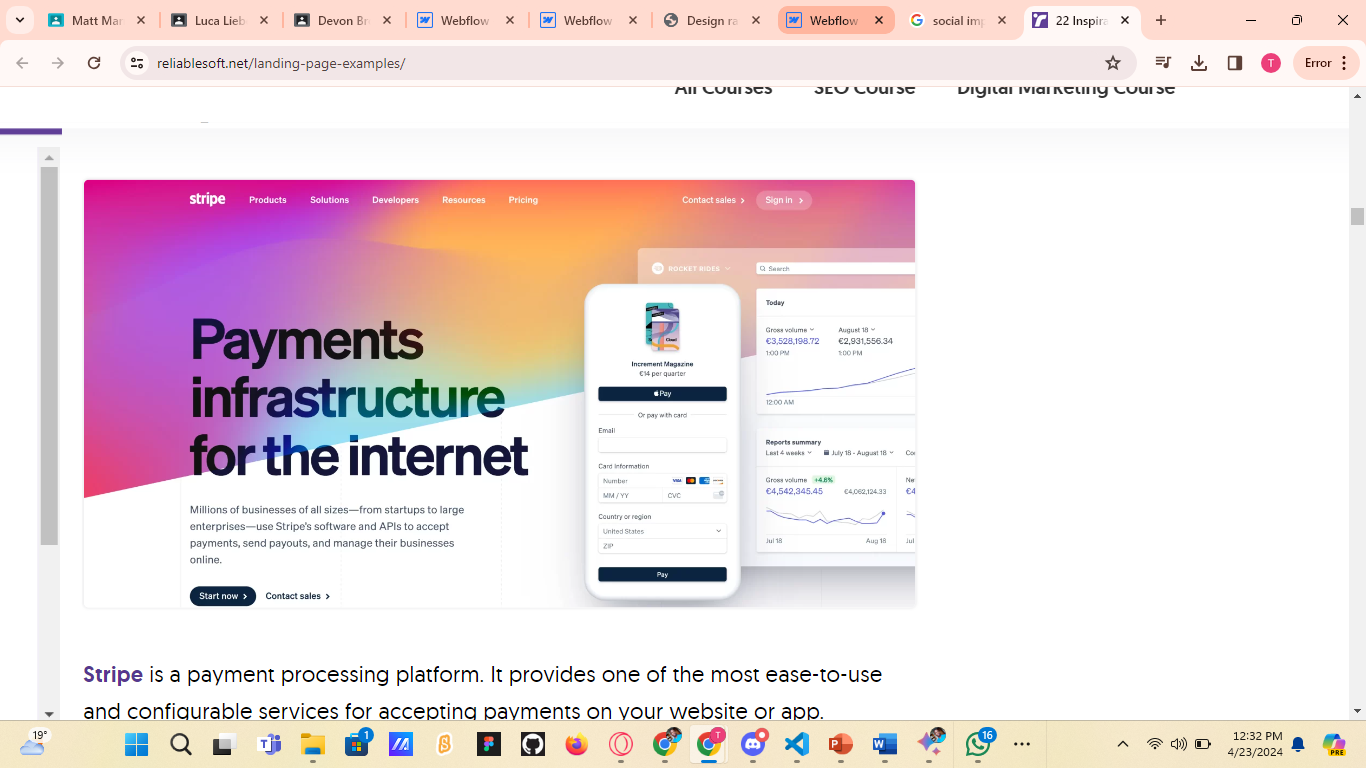 Matt Mar
Luca Lieb
Devon Br
Webflow
Webflow
Design ra
Webflow
social imp
22 Inspira
reliablesoft.net/landing-page-examples/
T
Error
All Courses
SEO Course
Digital Marketing Course
stripe
Products
Solutions
Developers
Resources
Pricing
Contact sales
Sign in
ROCKET RIDES
Search
Payments
infrastructure
for the internet
Millions of businesses of all sizes—from startups to large
enterprises—use Stripe's software and APIs to accept
payments, send payouts, and manage their businesses
online.
Start now
Contact sales
Increment Magazine
€14 per quarter
Pay
Or pay with card
Email
Card information
Number
VISA
MM / YY
CVC
Country or region
United States
ZIP
Pay
Today
Gross volume
August 18
€3,528,198.72
€2,931,556.34
1:00 PM
1:00 PM
12:00 AM
Reports summary
Last 4 weeks
July 18 - August 18
Co
Gross volume
+4.8%
Ne
€4,542,345.45
€4,062,124.33
€4
Jul 18
Aug 18
Jul
Stripe is a payment processing platform. It provides one of the most ease-to-use
and configurable services for accepting payments on your website or app.
19°
1
T
16
12:32 PM
4/23/2024
PRE